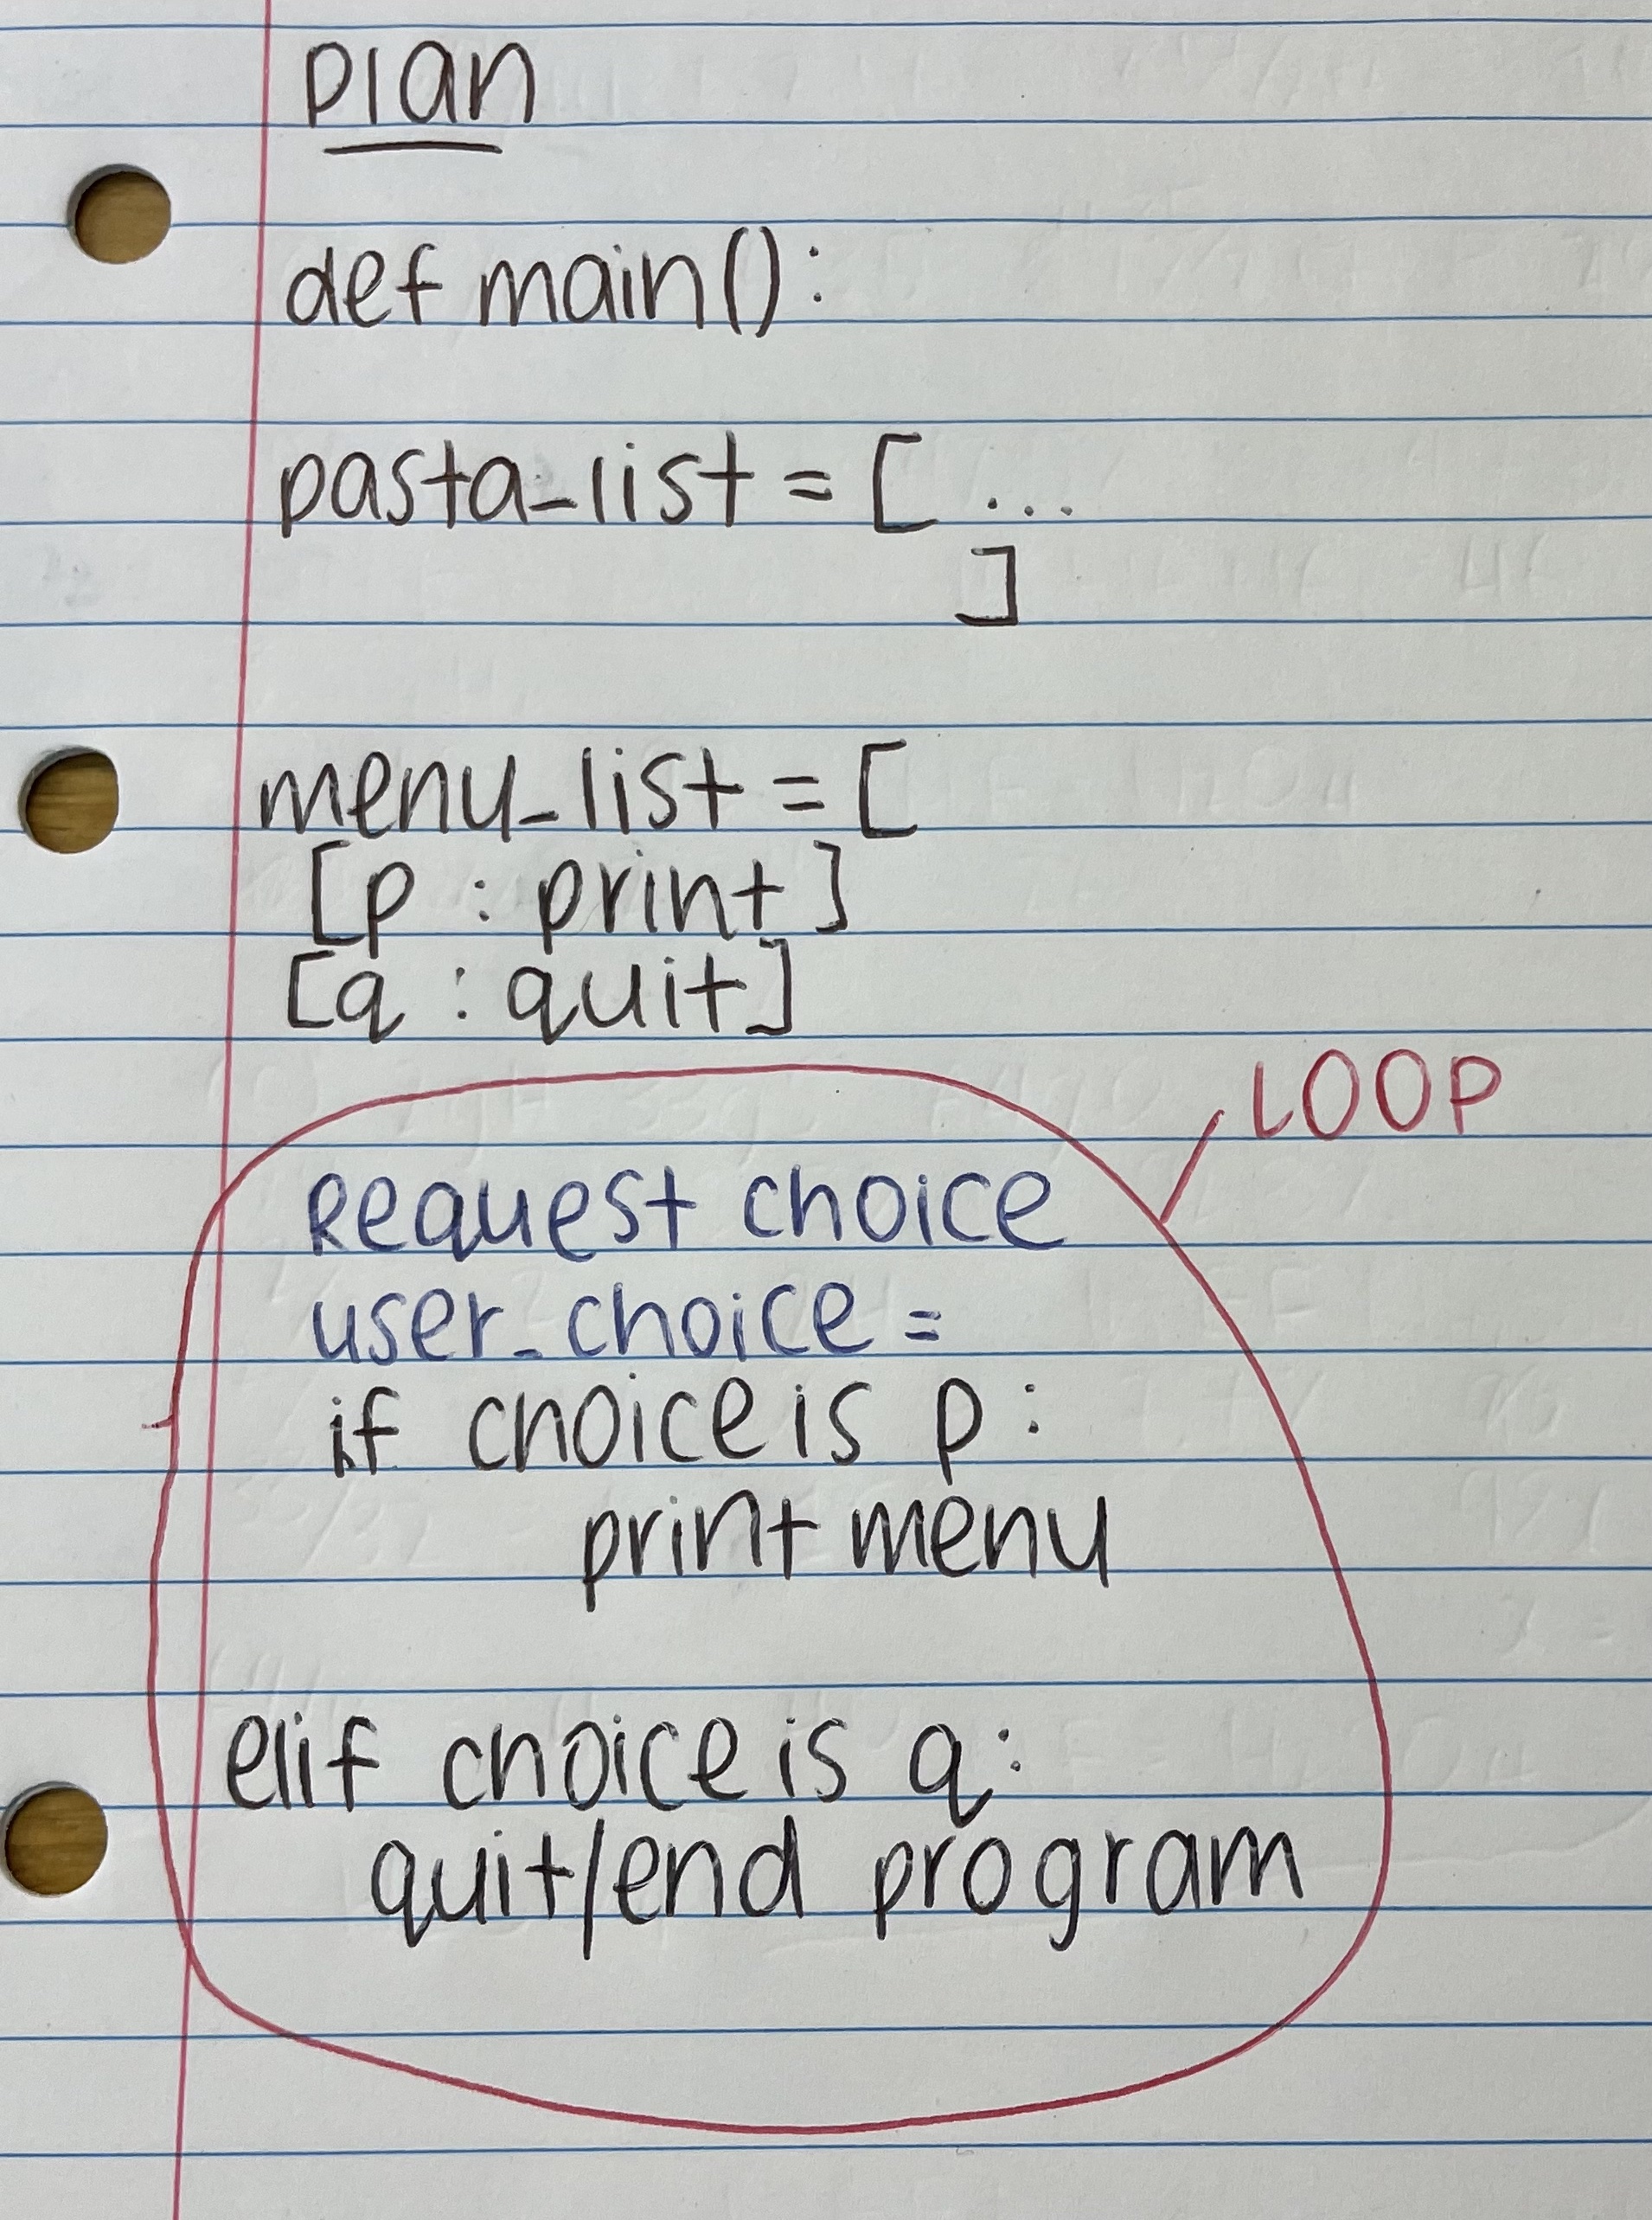 plan
def main():
pasta_list = [ ...
]
menu_list = [
[p : print]
[q : quit]
LOOP
Request choice
user_choice =
if choice is p :
print menu
elif choice is q:
quit/end program